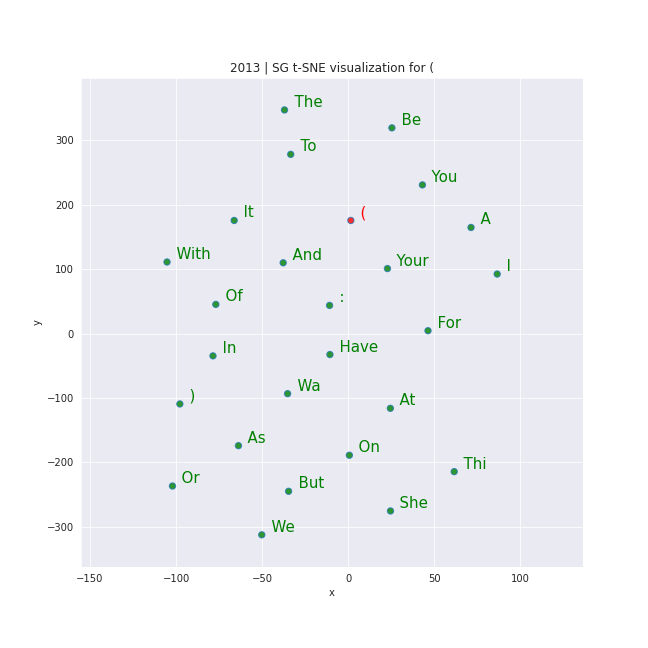 2013 | SG t-SNE visualization for (
The
Be
To
You
It
(
A
With
And
Your
I
Of
:
For
In
Have
Wa
)
At
As
On
Thi
Or
But
She
We
300
200
100
0
−100
−200
−300
y
−150
−100
−50
0
50
100
x